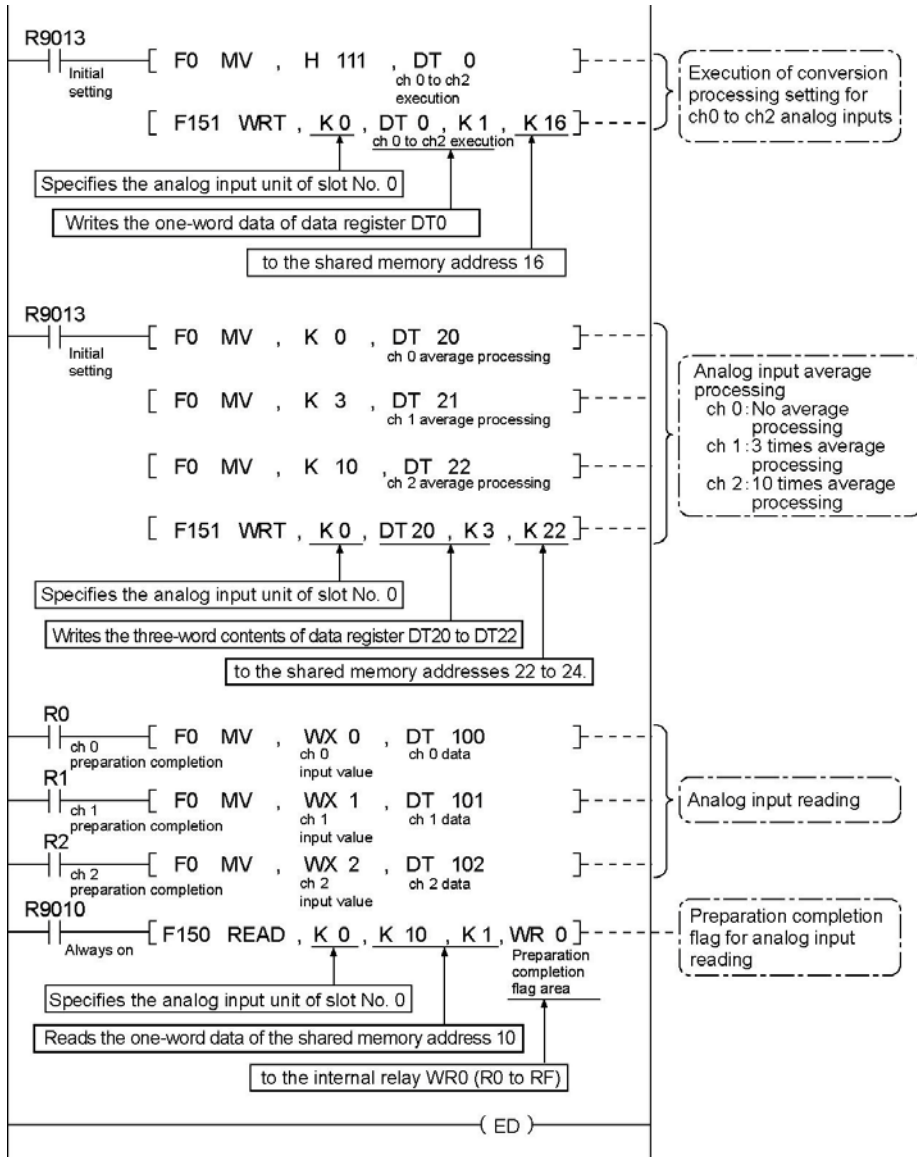 R9013
Initial
setting
[ F0 MV , H 111 , DT 0 ]
ch 0 to ch2
execution
[ F151 WRT , K 0 , DT 0 , K 1 , K 16 ]
ch 0 to ch2 execution
Execution of conversion
processing setting for
ch0 to ch2 analog inputs
Specifies the analog input unit of slot No. 0
Writes the one-word data of data register DT0
to the shared memory address 16
R9013
Initial
setting
[ F0 MV , K 0 , DT 20 ]
ch 0 average processing
[ F0 MV , K 3 , DT 21 ]
ch 1 average processing
[ F0 MV , K 10 , DT 22 ]
ch 2 average processing
[ F151 WRT , K 0 , DT 20 , K 3 , K 22 ]
Analog input average
processing
ch 0 : No average
processing
ch 1 : 3 times average
processing
ch 2 : 10 times average
processing
Specifies the analog input unit of slot No. 0
Writes the three-word contents of data register DT20 to DT22
to the shared memory addresses 22 to 24.
R0
ch 0
preparation completion
[ F0 MV , WX 0 , DT 100 ]
ch 0
input value
ch 0 data
R1
ch 1
preparation completion
[ F0 MV , WX 1 , DT 101 ]
ch 1
input value
ch 1 data
R2
ch 2
preparation completion
[ F0 MV , WX 2 , DT 102 ]
ch 2
input value
ch 2 data
Analog input reading
R9010
Always on
[ F150 READ , K 0 , K 10 , K 1 , WR 0 ]
Preparation
completion
flag area
Preparation completion
flag for analog input
reading
Specifies the analog input unit of slot No. 0
Reads the one-word data of the shared memory address 10
to the internal relay WR0 (R0 to RF)
( ED )